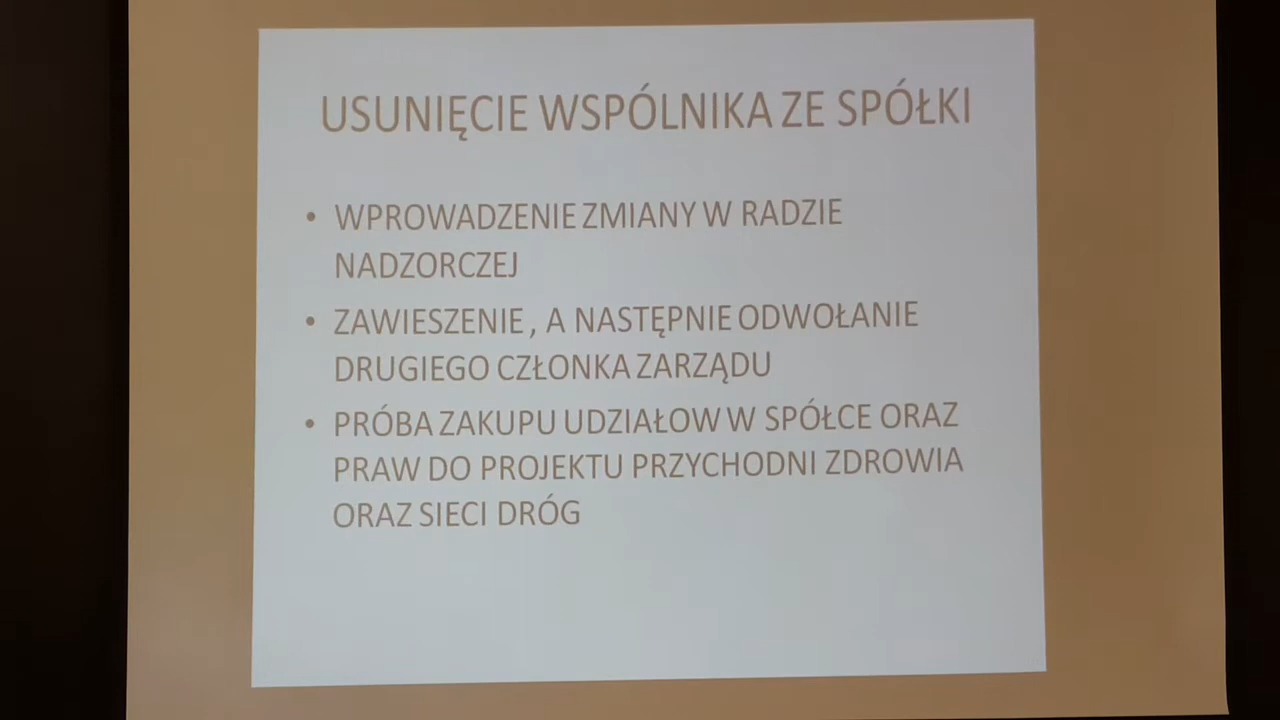 USUNIĘCIE WSPÓLNIKA ZE SPÓŁKI
• WPROWADZENIE ZMIANY W RADZIE
NADZORCZEJ
• ZAWIESZENIE , A NASTĘPNIE ODWOŁANIE
DRUGIEGO CZŁONKA ZARZĄDU
• PRÓBA ZAKUPU UDZIAŁOW W SPÓŁCE ORAZ
PRAW DO PROJEKTU PRZYCHODNI ZDROWIA
ORAZ SIECI DRÓG